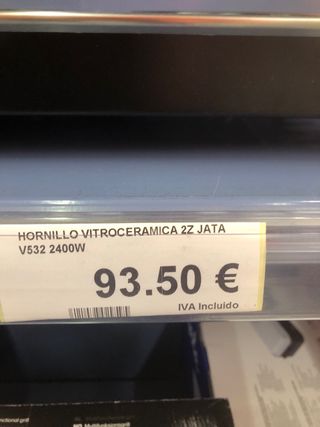 HORNILLO VITROCERAMICA 2Z JATA
V532 2400W
93.50 €
IVA Incluido